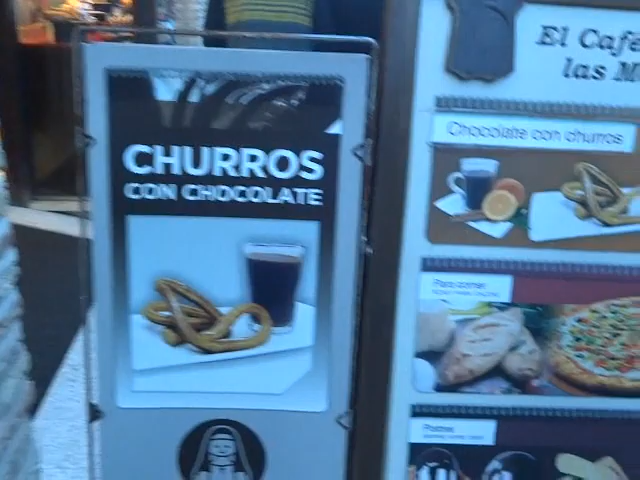 CHURROS
CON CHOCOLATE
El Café
las M
Chocolate con churros
Para comer
Postres